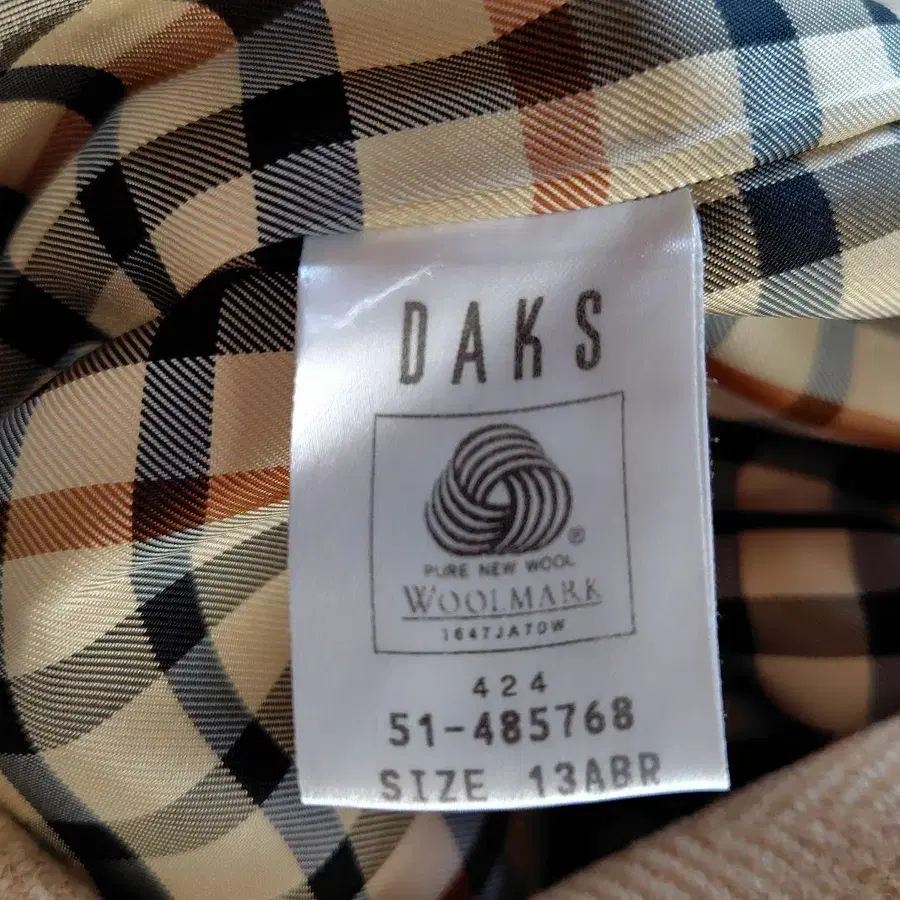 DAKS
®
PURE NEW WOOL
WOOLMARK
1647JA70W
424
51-485768
SIZE 13ABR